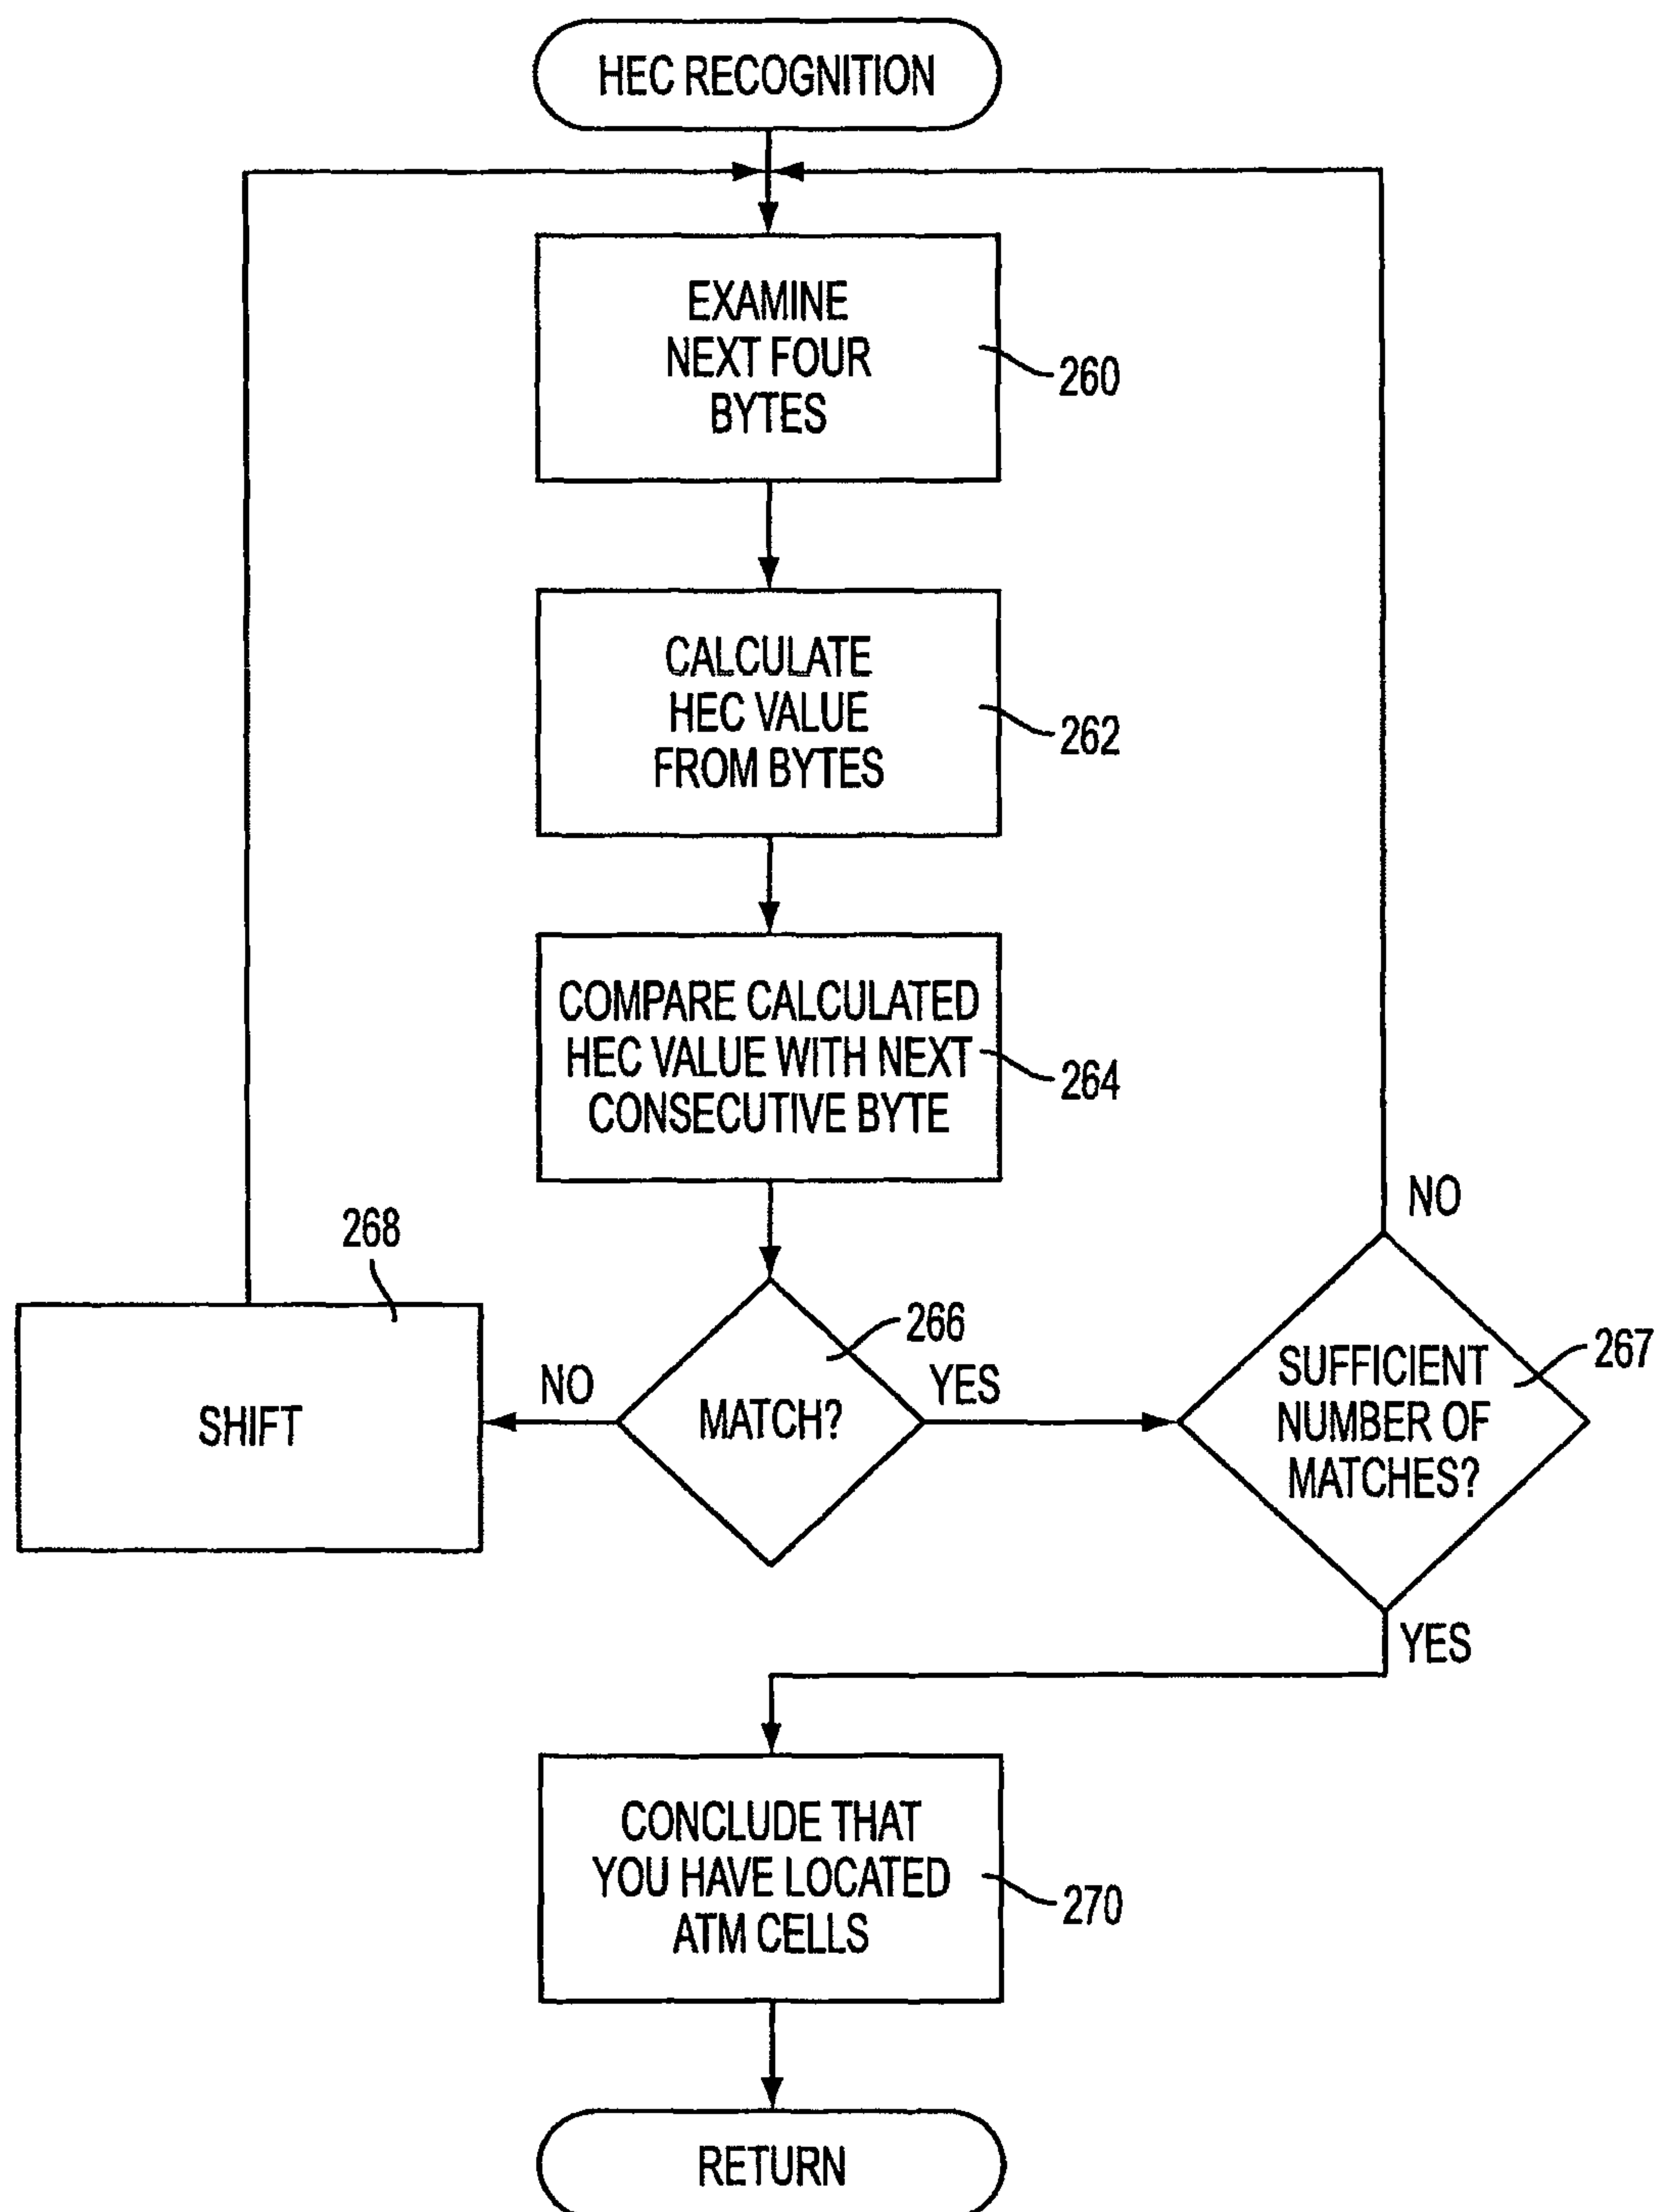 HEC RECOGNITION
EXAMINE
NEXT FOUR
BYTES
260
CALCULATE
HEC VALUE
FROM BYTES
262
COMPARE CALCULATED
HEC VALUE WITH NEXT
CONSECUTIVE BYTE
264
268
SHIFT
NO
266
MATCH?
YES
NO
267
SUFFICIENT
NUMBER OF
MATCHES?
YES
CONCLUDE THAT
YOU HAVE LOCATED
ATM CELLS
270
RETURN